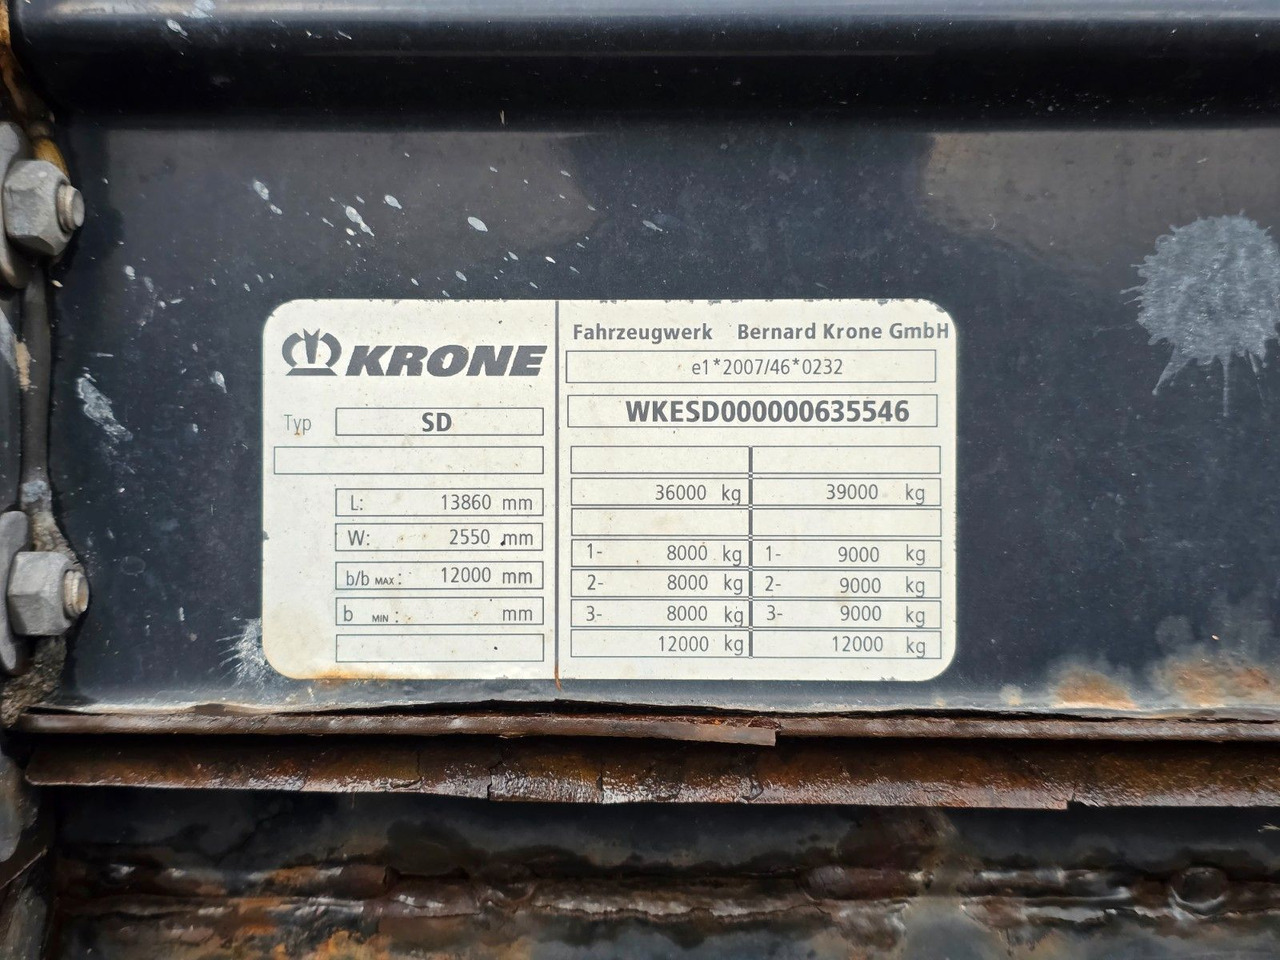 KRONE
Typ SD
L: 13860 mm
W: 2550 mm
b/b MAX: 12000 mm
b MIN: mm
Fahrzeugwerk Bernard Krone GmbH
e1*2007/46*0232
WKESD000000635546
36000 kg 39000 kg
1- 8000 kg 1- 9000 kg
2- 8000 kg 2- 9000 kg
3- 8000 kg 3- 9000 kg
12000 kg 12000 kg